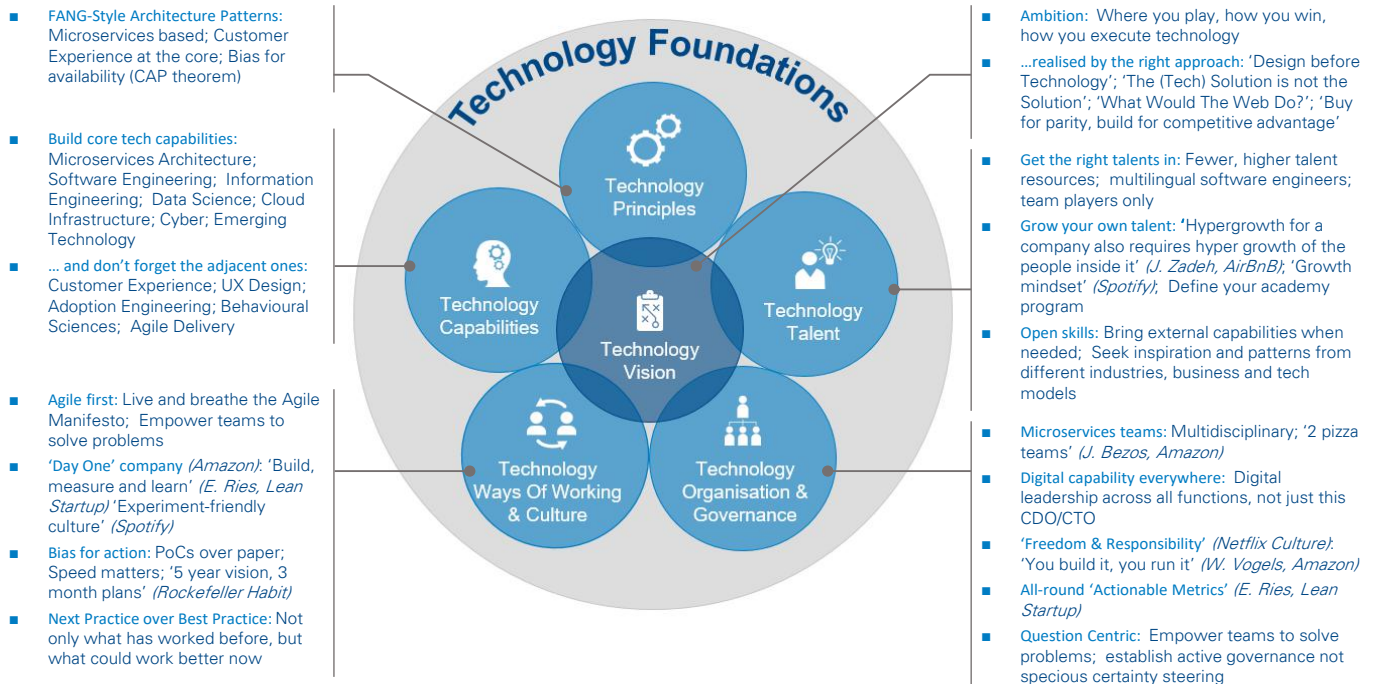 FANG-Style Architecture Patterns:
Microservices based; Customer
Experience at the core; Bias for
availability (CAP theorem)
Build core tech capabilities:
Microservices Architecture;
Software Engineering; Information
Engineering; Data Science; Cloud
Infrastructure; Cyber; Emerging
Technology
... and don't forget the adjacent ones:
Customer Experience; UX Design;
Adoption Engineering; Behavioural
Sciences; Agile Delivery
Agile first: Live and breathe the Agile
Manifesto; Empower teams to
solve problems
'Day One' company (Amazon): 'Build,
measure and learn' (E. Ries, Lean
Startup) 'Experiment-friendly
culture' (Spotify)
Bias for action: PoCs over paper;
Speed matters; '5 year vision, 3
month plans' (Rockefeller Habit)
Next Practice over Best Practice: Not
only what has worked before, but
what could work better now
Technology Foundations
Technology
Principles
Technology
Capabilities
Technology
Talent
Technology
Vision
Technology
Ways Of Working
& Culture
Technology
Organisation &
Governance
Ambition: Where you play, how you win,
how you execute technology
...realised by the right approach: 'Design before
Technology'; 'The (Tech) Solution is not the
Solution'; 'What Would The Web Do?'; 'Buy
for parity, build for competitive advantage'
Get the right talents in: Fewer, higher talent
resources; multilingual software engineers;
team players only
Grow your own talent: 'Hypergrowth for a
company also requires hyper growth of the
people inside it' (J. Zadeh, AirBnB); 'Growth
mindset' (Spotify); Define your academy
program
Open skills: Bring external capabilities when
needed; Seek inspiration and patterns from
different industries, business and tech
models
Microservices teams: Multidisciplinary; '2 pizza
teams' (J. Bezos, Amazon)
Digital capability everywhere: Digital
leadership across all functions, not just this
CDO/CTO
'Freedom & Responsibility' (Netflix Culture):
'You build it, you run it' (W. Vogels, Amazon)
All-round 'Actionable Metrics' (E. Ries, Lean
Startup)
Question Centric: Empower teams to solve
problems; establish active governance not
specious certainty steering